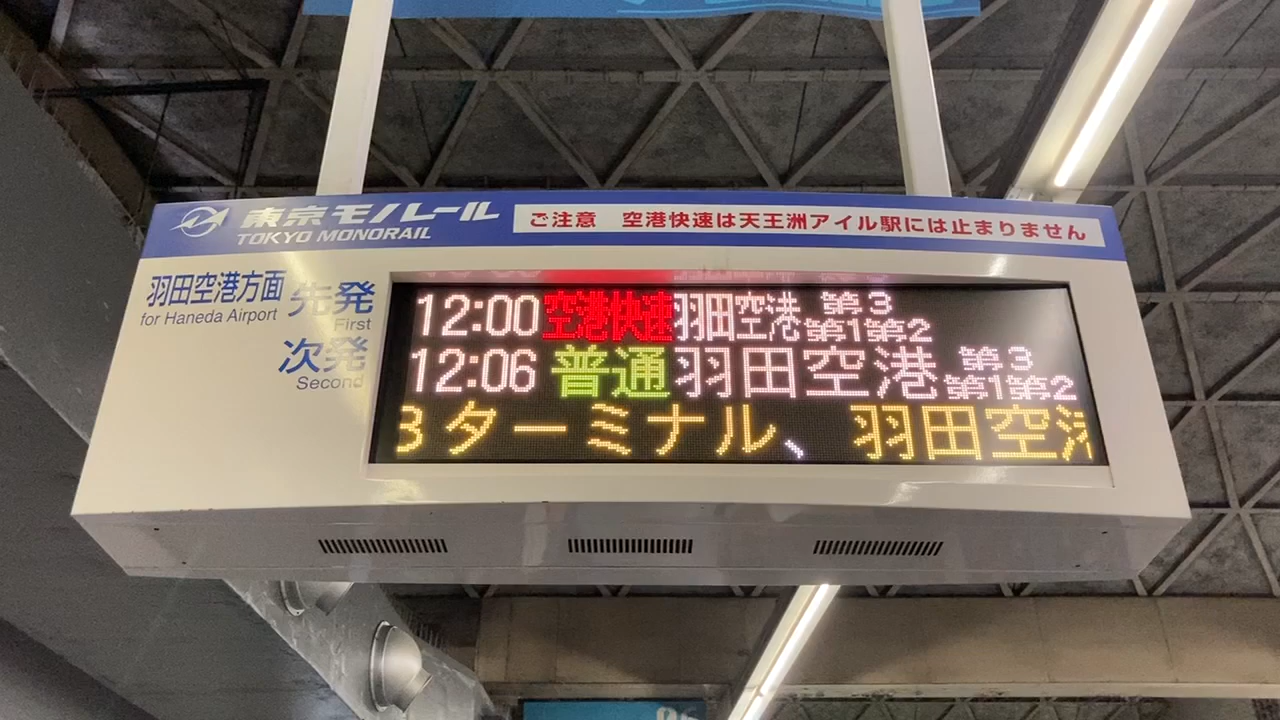 東京モノレール
TOKYO MONORAIL
ご注意 空港快速は天王洲アイル駅には止まりません
羽田空港方面
for Haneda Airport
先発
First
12:00 空港快速 羽田空港 第3 第1第2
次発
Second
12:06 普通 羽田空港 第3 第1第2
3ターミナル、羽田空港